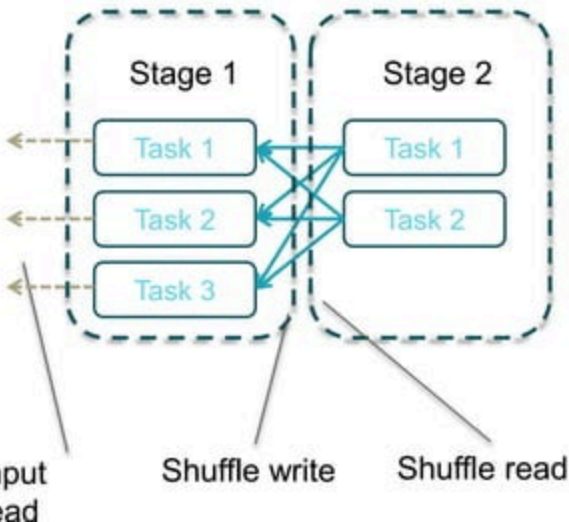 Stage 1
Stage 2
Task 1
Task 1
Task 2
Task 2
Task 3
Shuffle write
Shuffle read